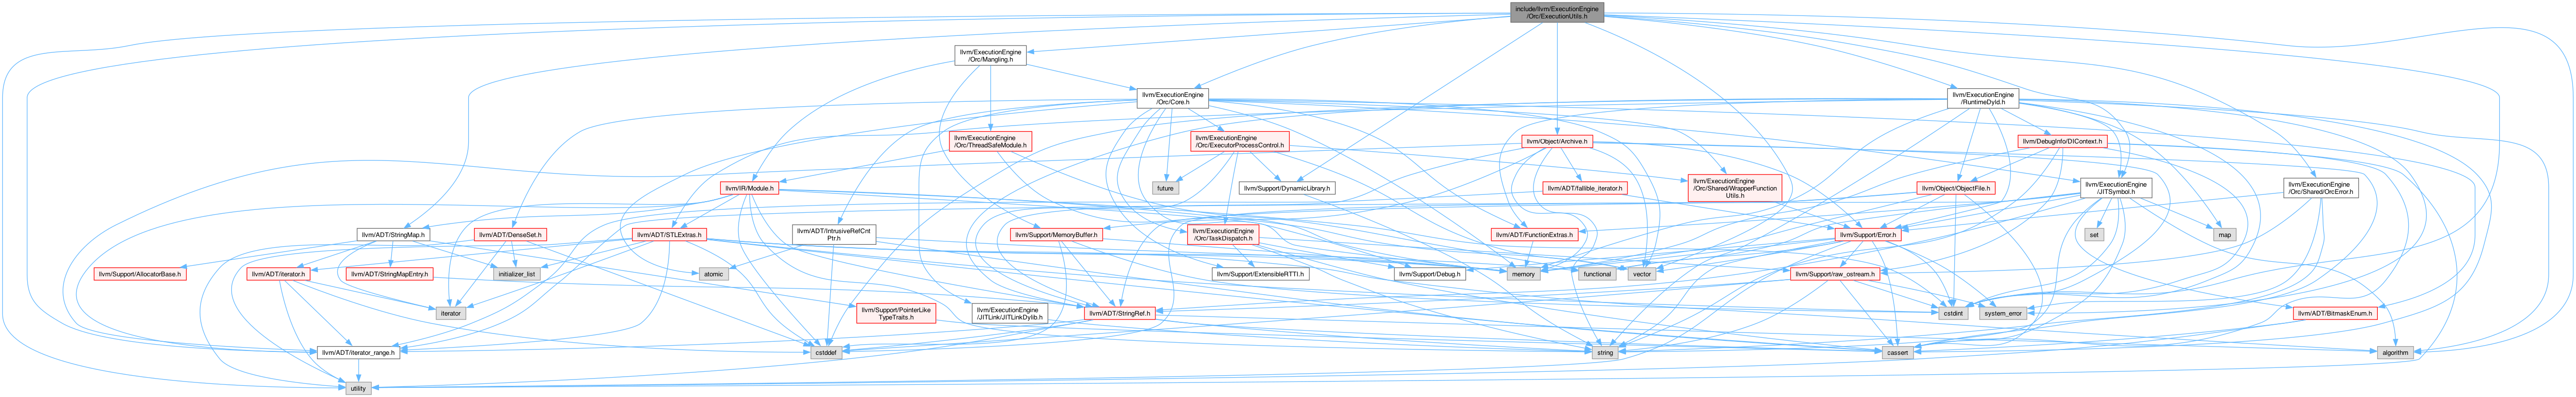 include/llvm/ExecutionEngine
/Orc/ExecutionUtils.h
llvm/ExecutionEngine
/Orc/Mangling.h
llvm/ExecutionEngine
/Orc/Core.h
llvm/ExecutionEngine
/RuntimeDyld.h
llvm/ExecutionEngine
/Orc/ThreadSafeModule.h
llvm/ExecutionEngine
/Orc/ExecutorProcessControl.h
llvm/Object/Archive.h
llvm/DebugInfo/DIContext.h
llvm/IR/Module.h
future
llvm/Support/DynamicLibrary.h
llvm/ADT/fallible_iterator.h
llvm/ExecutionEngine
/Orc/Shared/WrapperFunction
Utils.h
llvm/Object/ObjectFile.h
llvm/ExecutionEngine
/JITSymbol.h
llvm/ExecutionEngine
/Orc/Shared/OrcError.h
llvm/ADT/StringMap.h
llvm/ADT/DenseSet.h
llvm/ADT/STLExtras.h
llvm/ADT/IntrusiveRefCnt
Ptr.h
llvm/Support/MemoryBuffer.h
llvm/ExecutionEngine
/Orc/TaskDispatch.h
llvm/ADT/FunctionExtras.h
llvm/Support/Error.h
set
map
llvm/Support/AllocatorBase.h
llvm/ADT/iterator.h
llvm/ADT/StringMapEntry.h
initializer_list
atomic
llvm/Support/ExtensibleRTTI.h
llvm/Support/Debug.h
memory
functional
vector
llvm/Support/raw_ostream.h
iterator
llvm/Support/PointerLike
TypeTraits.h
llvm/ExecutionEngine
/JITLink/JITLinkDylib.h
llvm/ADT/StringRef.h
cstdint
system_error
llvm/ADT/BitmaskEnum.h
llvm/ADT/iterator_range.h
cstddef
string
cassert
algorithm
utility